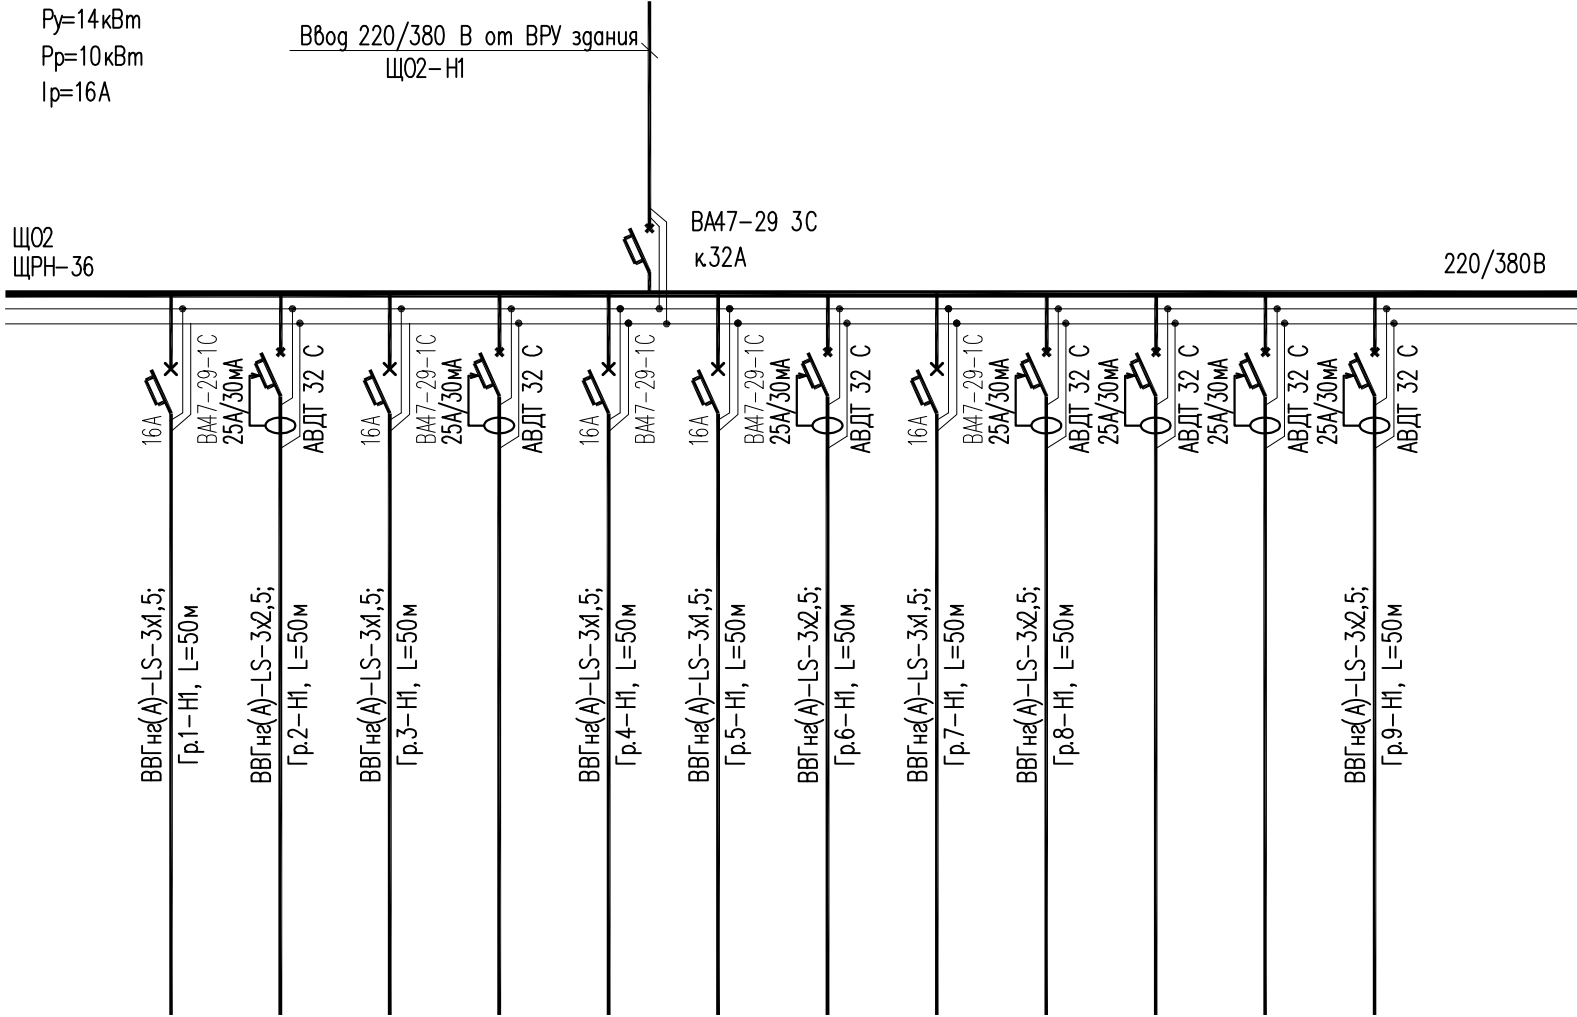 Ру=14кВт
Рр=10кВт
Iр=16А
Ввод 220/380 В от ВРУ здания
ЩО2-Н1
ВА47-29 3С
к.32А
ЩО2
ЩРН-36
220/380В
16А
ВА47-29-1С
25А/30мА
АВДТ 32 С
16А
ВА47-29-1С
25А/30мА
АВДТ 32 С
16А
ВА47-29-1С
16А
ВА47-29-1С
25А/30мА
АВДТ 32 С
16А
ВА47-29-1С
25А/30мА
АВДТ 32 С
25А/30мА
АВДТ 32 С
25А/30мА
АВДТ 32 С
25А/30мА
АВДТ 32 С
ВВГнг(А)-LS-3х1,5;
Гр.1-Н1, L=50м
ВВГнг(А)-LS-3х2,5;
Гр.2-Н1, L=50м
ВВГнг(А)-LS-3х1,5;
Гр.3-Н1, L=50м
ВВГнг(А)-LS-3х1,5;
Гр.4-Н1, L=50м
ВВГнг(А)-LS-3х1,5;
Гр.5-Н1, L=50м
ВВГнг(А)-LS-3х2,5;
Гр.6-Н1, L=50м
ВВГнг(А)-LS-3х1,5;
Гр.7-Н1, L=50м
ВВГнг(А)-LS-3х2,5;
Гр.8-Н1, L=50м
ВВГнг(А)-LS-3х2,5;
Гр.9-Н1, L=50м